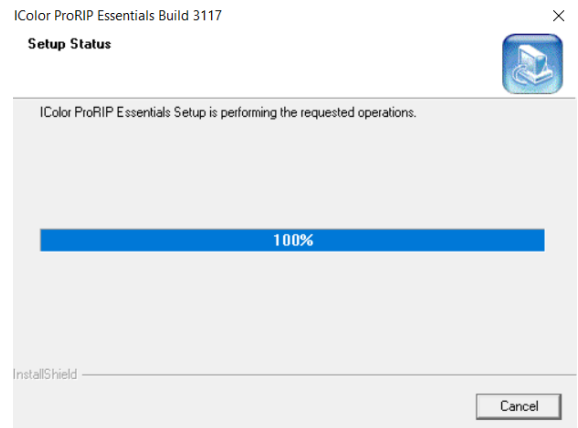 IColor ProRIP Essentials Build 3117
Setup Status
IColor ProRIP Essentials Setup is performing the requested operations.
100%
InstallShield
Cancel